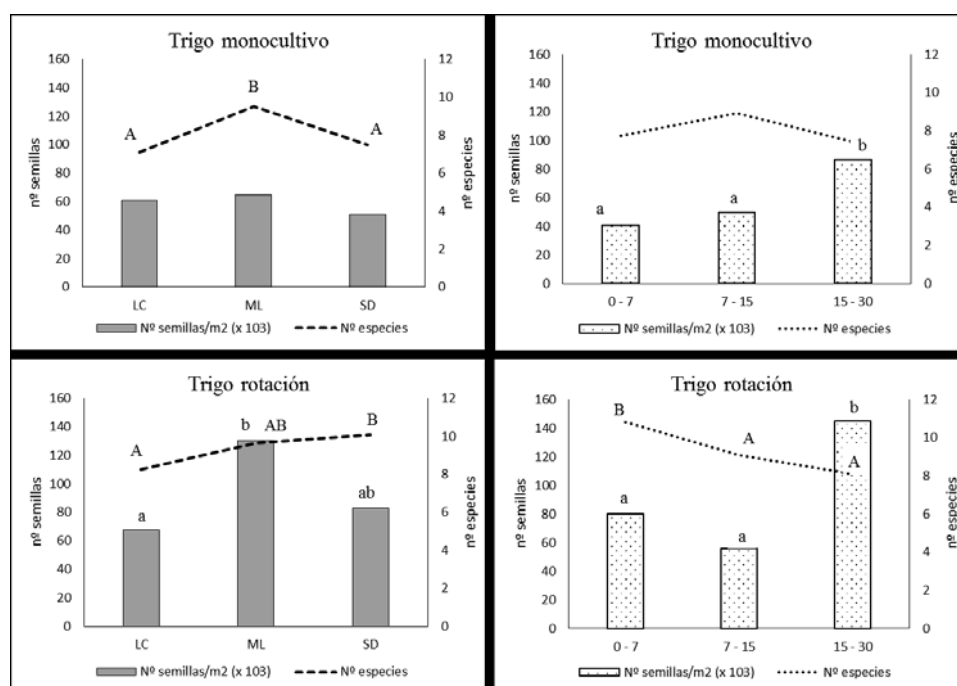 Trigo monocultivo
160
140
120
100
80
60
40
20
0
nº semillas
12
10
8
6
4
2
0
nº especies
A
B
A
LC ML SD
Nº semillas/m2 (x 103) Nº especies
Trigo monocultivo
160
140
120
100
80
60
40
20
0
nº semillas
12
10
8
6
4
2
0
nº especies
a
a
b
0 - 7 7 - 15 15 - 30
Nº semillas/m2 (x 103) Nº especies
Trigo rotación
160
140
120
100
80
60
40
20
0
nº semillas
12
10
8
6
4
2
0
nº especies
A
b AB
B
a
ab
LC ML SD
Nº semillas/m2 (x 103) Nº especies
Trigo rotación
160
140
120
100
80
60
40
20
0
nº semillas
12
10
8
6
4
2
0
nº especies
B
A
b
A
a
a
0 - 7 7 - 15 15 - 30
Nº semillas/m2 (x 103) Nº especies